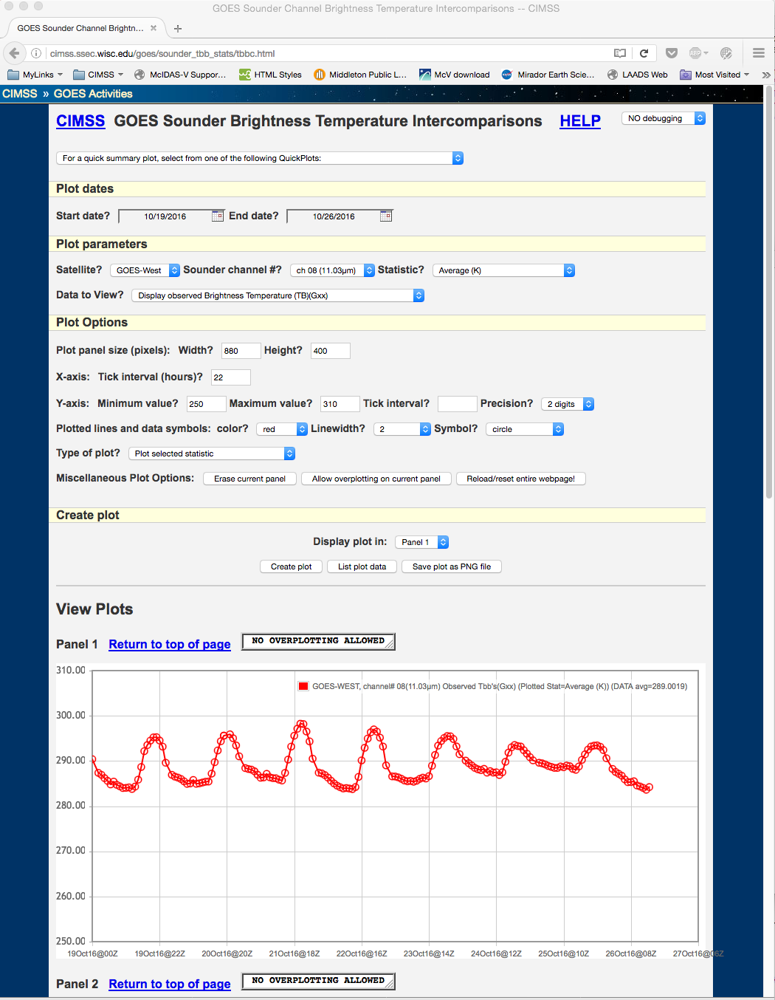 GOES Sounder Channel Brightness Temperature Intercomparisons -- CIMSS
GOES Sounder Channel Brightn... × +
cimss.ssec.wisc.edu/goes/sounder_tbb_stats/tbbc.html ABP
MyLinks CIMSS McIDAS-V Suppor... HTML Styles Middleton Public L... McV download Mirador Earth Scie... LAADS Web Most Visited »
CIMSS » GOES Activities
CIMSS GOES Sounder Brightness Temperature Intercomparisons HELP NO debugging
For a quick summary plot, select from one of the following QuickPlots:
Plot dates
Start date? 10/19/2016 End date? 10/26/2016
Plot parameters
Satellite? GOES-West Sounder channel #? ch 08 (11.03µm) Statistic? Average (K)
Data to View? Display observed Brightness Temperature (TB)(Gxx)
Plot Options
Plot panel size (pixels): Width? 880 Height? 400
X-axis: Tick interval (hours)? 22
Y-axis: Minimum value? 250 Maximum value? 310 Tick interval? Precision? 2 digits
Plotted lines and data symbols: color? red Linewidth? 2 Symbol? circle
Type of plot? Plot selected statistic
Miscellaneous Plot Options: Erase current panel Allow overplotting on current panel Reload/reset entire webpage!
Create plot
Display plot in: Panel 1
Create plot List plot data Save plot as PNG file
View Plots
Panel 1 Return to top of page NO OVERPLOTTING ALLOWED
310.00
GOES-WEST, channel# 08(11.03µm) Observed Tbb's(Gxx) (Plotted Stat=Average (K)) (DATA avg=289.0019)
300.00
290.00
280.00
270.00
260.00
250.00
19Oct16@00Z 19Oct16@22Z 20Oct16@20Z 21Oct16@18Z 22Oct16@16Z 23Oct16@14Z 24Oct16@12Z 25Oct16@10Z 26Oct16@08Z 27Oct16@06Z
Panel 2 Return to top of page NO OVERPLOTTING ALLOWED